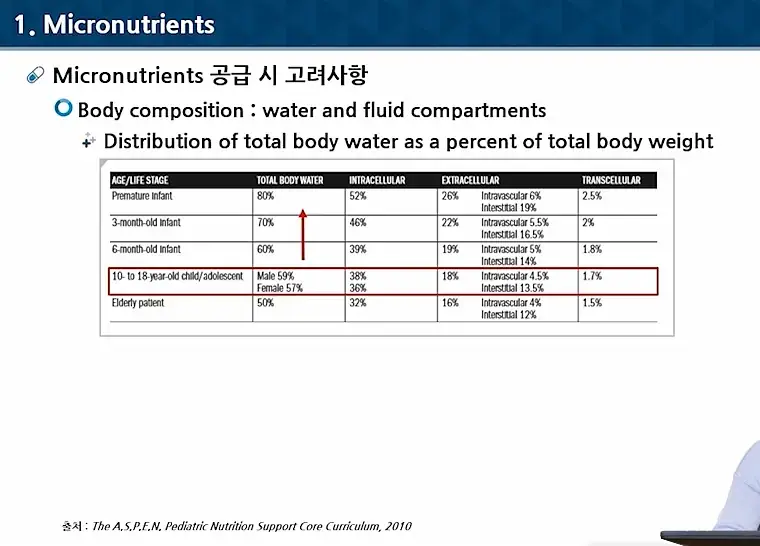 1. Micronutrients
Micronutrients 공급 시 고려사항
Body composition : water and fluid compartments
Distribution of total body water as a percent of total body weight
AGE/LIFE STAGE TOTAL BODY WATER INTRACELLULAR EXTRACELLULAR TRANSCELLULAR
Premature infant 80% 52% 26% Intravascular 6% 2.5%
Interstitial 19%
3-month-old infant 70% 46% 22% Intravascular 5.5% 2%
Interstitial 16.5%
6-month-old infant 60% 39% 19% Intravascular 5% 1.8%
Interstitial 14%
10- to 18-year-old child/adolescent Male 59% 38% 18% Intravascular 4.5% 1.7%
Female 57% 36% Interstitial 13.5%
Elderly patient 50% 32% 16% Intravascular 4% 1.5%
Interstitial 12%
출처 : The A.S.P.E.N. Pediatric Nutrition Support Core Curriculum, 2010